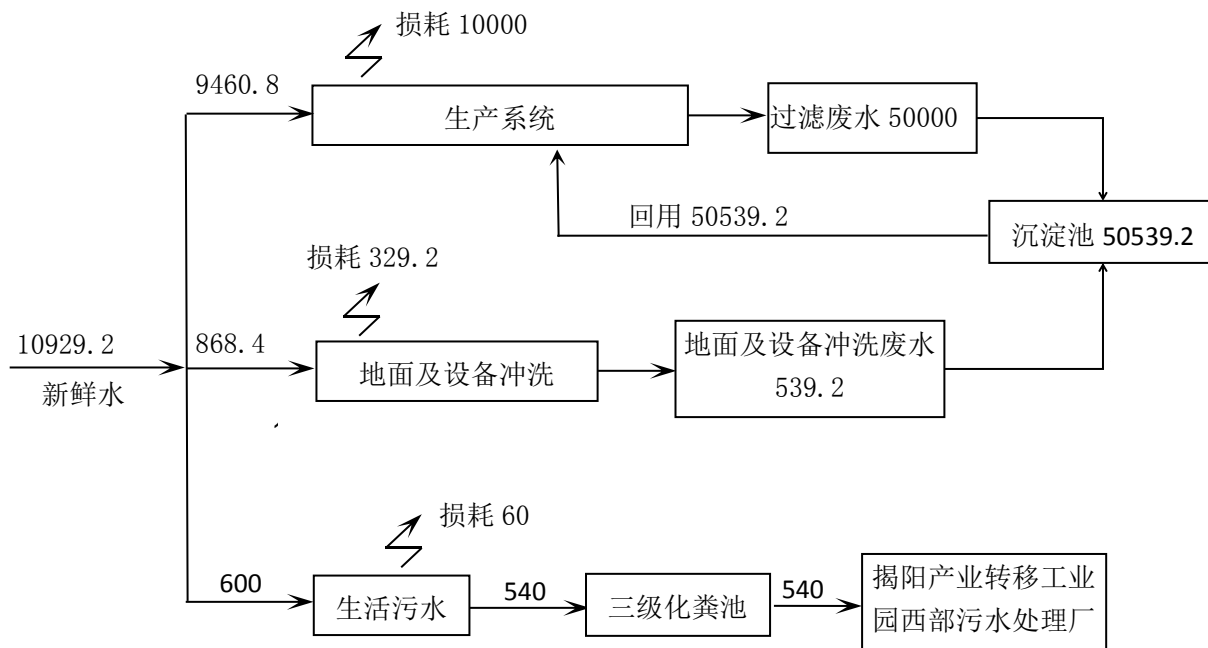 损耗 10000
9460.8
生产系统
过滤废水 50000
回用 50539.2
沉淀池 50539.2
损耗 329.2
10929.2
新鲜水
868.4
地面及设备冲洗
地面及设备冲洗废水
539.2
损耗 60
600
生活污水
540
三级化粪池
540
揭阳产业转移工业
园西部污水处理厂